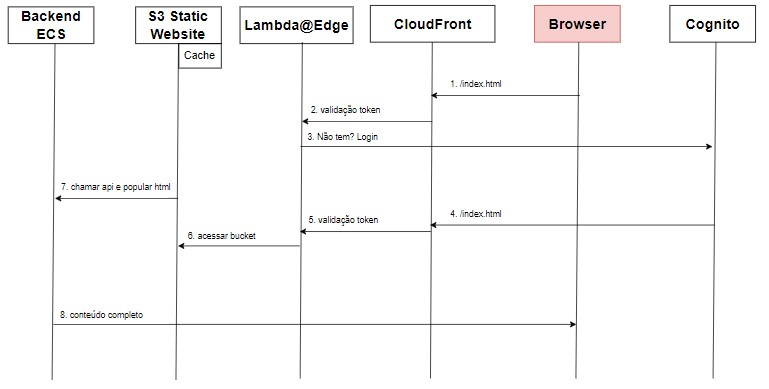 Backend
ECS
S3 Static
Website
Cache
Lambda@Edge
CloudFront
Browser
Cognito
1. /index.html
2. validação token
3. Não tem? Login
7. chamar api e popular html
4. /index.html
5. validação token
6. acessar bucket
8. conteúdo completo